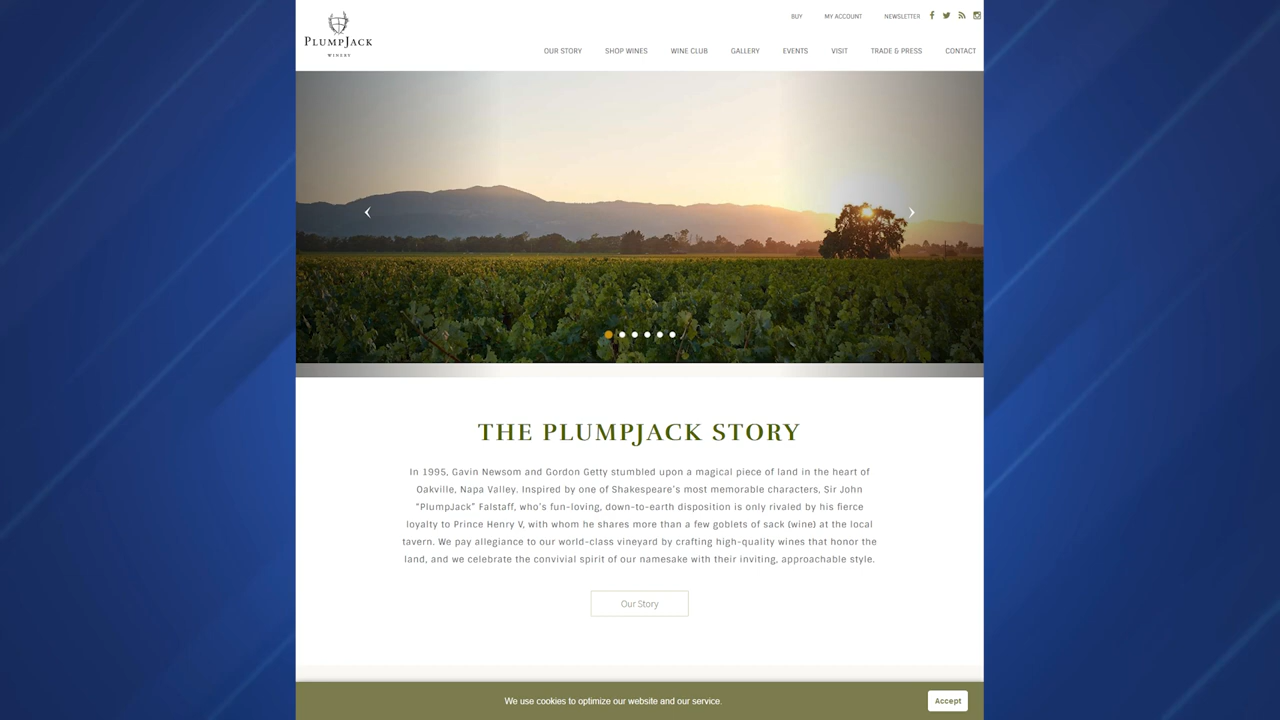 BUY MY ACCOUNT NEWSLETTER
PLUMPJACK
WINERY
OUR STORY SHOP WINES WINE CLUB GALLERY EVENTS VISIT TRADE & PRESS CONTACT
THE PLUMPJACK STORY
In 1995, Gavin Newsom and Gordon Getty stumbled upon a magical piece of land in the heart of
Oakville, Napa Valley. Inspired by one of Shakespeare's most memorable characters, Sir John
"PlumpJack" Falstaff, who's fun-loving, down-to-earth disposition is only rivaled by his fierce
loyalty to Prince Henry V, with whom he shares more than a few goblets of sack (wine) at the local
tavern. We pay allegiance to our world-class vineyard by crafting high-quality wines that honor the
land, and we celebrate the convivial spirit of our namesake with their inviting, approachable style.
Our Story
We use cookies to optimize our website and our service.
Accept